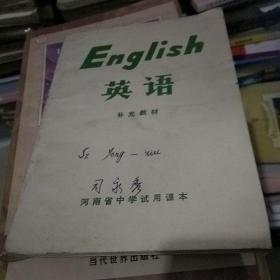 English
英语
补充教材
Si Yong-xiu
司永秀
河南省中学试用课本
当代世界出版社